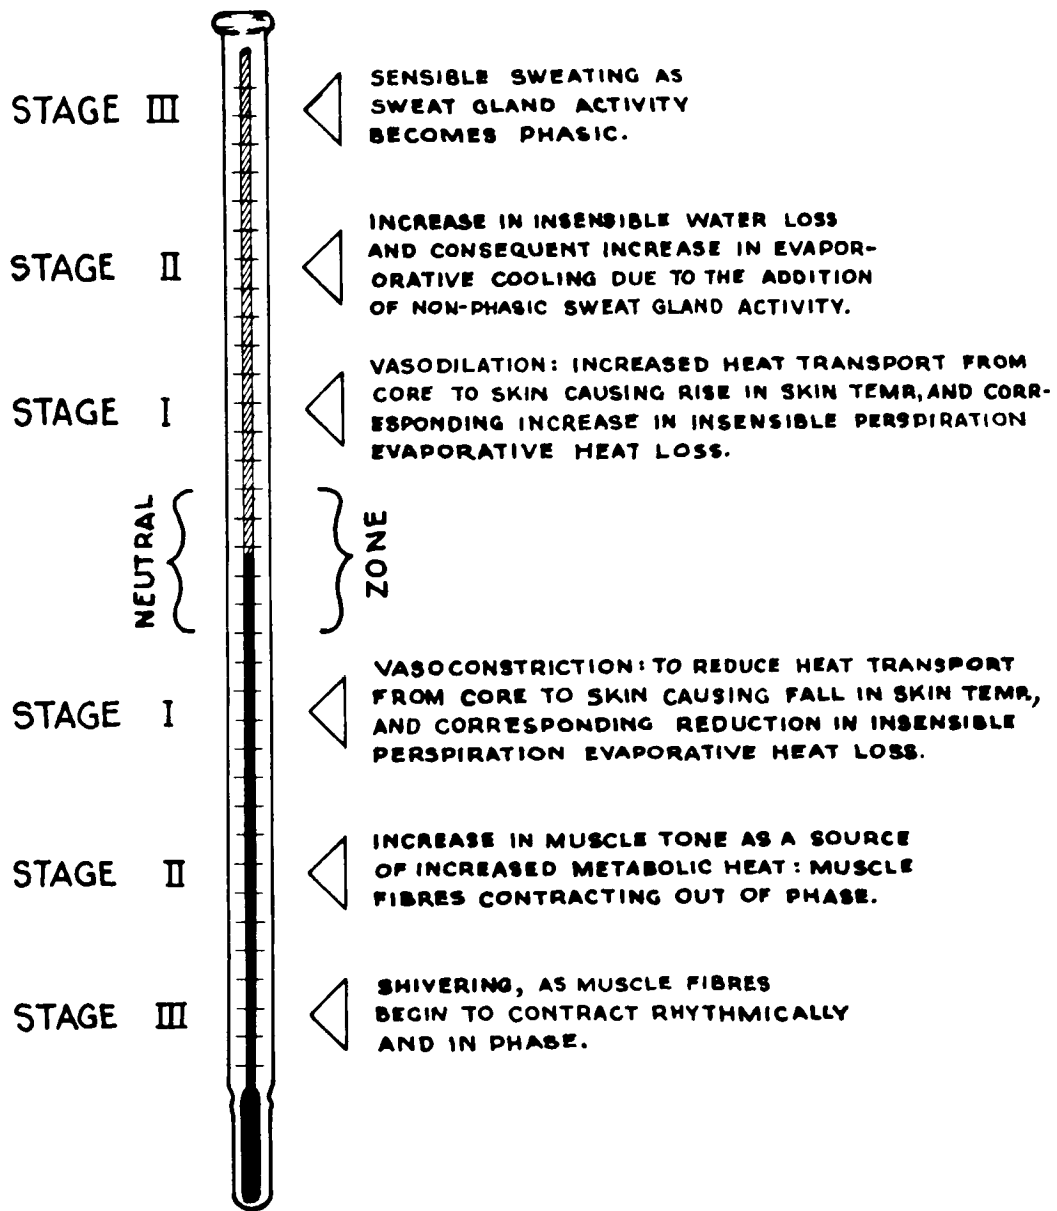 STAGE III
SENSIBLE SWEATING AS
SWEAT GLAND ACTIVITY
BECOMES PHASIC.
STAGE II
INCREASE IN INSENSIBLE WATER LOSS
AND CONSEQUENT INCREASE IN EVAPOR-
ORATIVE COOLING DUE TO THE ADDITION
OF NON-PHASIC SWEAT GLAND ACTIVITY.
STAGE I
VASODILATION: INCREASED HEAT TRANSPORT FROM
CORE TO SKIN CAUSING RISE IN SKIN TEMP., AND CORR-
ESPONDING INCREASE IN INSENSIBLE PERSPIRATION
EVAPORATIVE HEAT LOSS.
NEUTRAL
ZONE
STAGE I
VASOCONSTRICTION: TO REDUCE HEAT TRANSPORT
FROM CORE TO SKIN CAUSING FALL IN SKIN TEMP.,
AND CORRESPONDING REDUCTION IN INSENSIBLE
PERSPIRATION EVAPORATIVE HEAT LOSS.
STAGE II
INCREASE IN MUSCLE TONE AS A SOURCE
OF INCREASED METABOLIC HEAT: MUSCLE
FIBRES CONTRACTING OUT OF PHASE.
STAGE III
SHIVERING, AS MUSCLE FIBRES
BEGIN TO CONTRACT RHYTHMICALLY
AND IN PHASE.